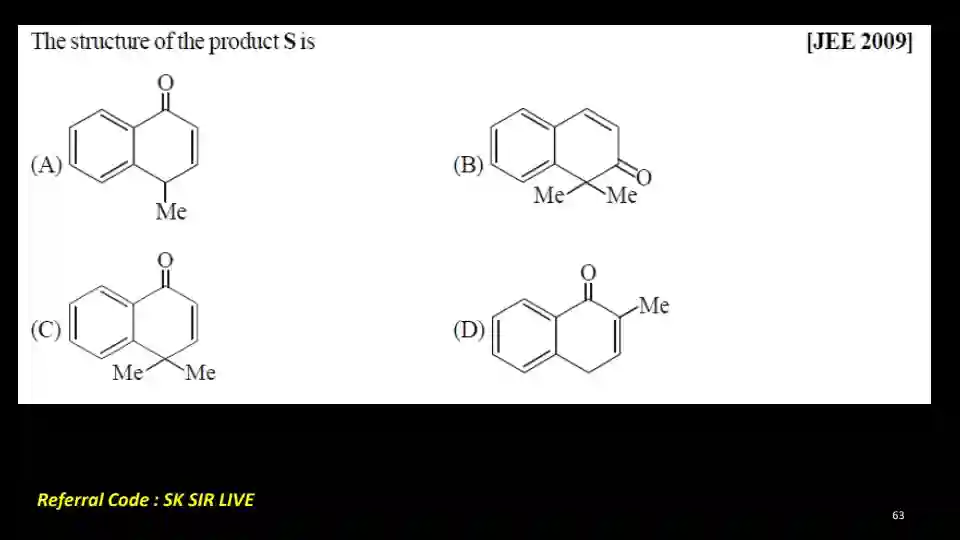 The structure of the product S is [JEE 2009]
(A) O Me
(B) O Me Me
(C) O Me Me
(D) O Me
Referral Code : SK SIR LIVE
63